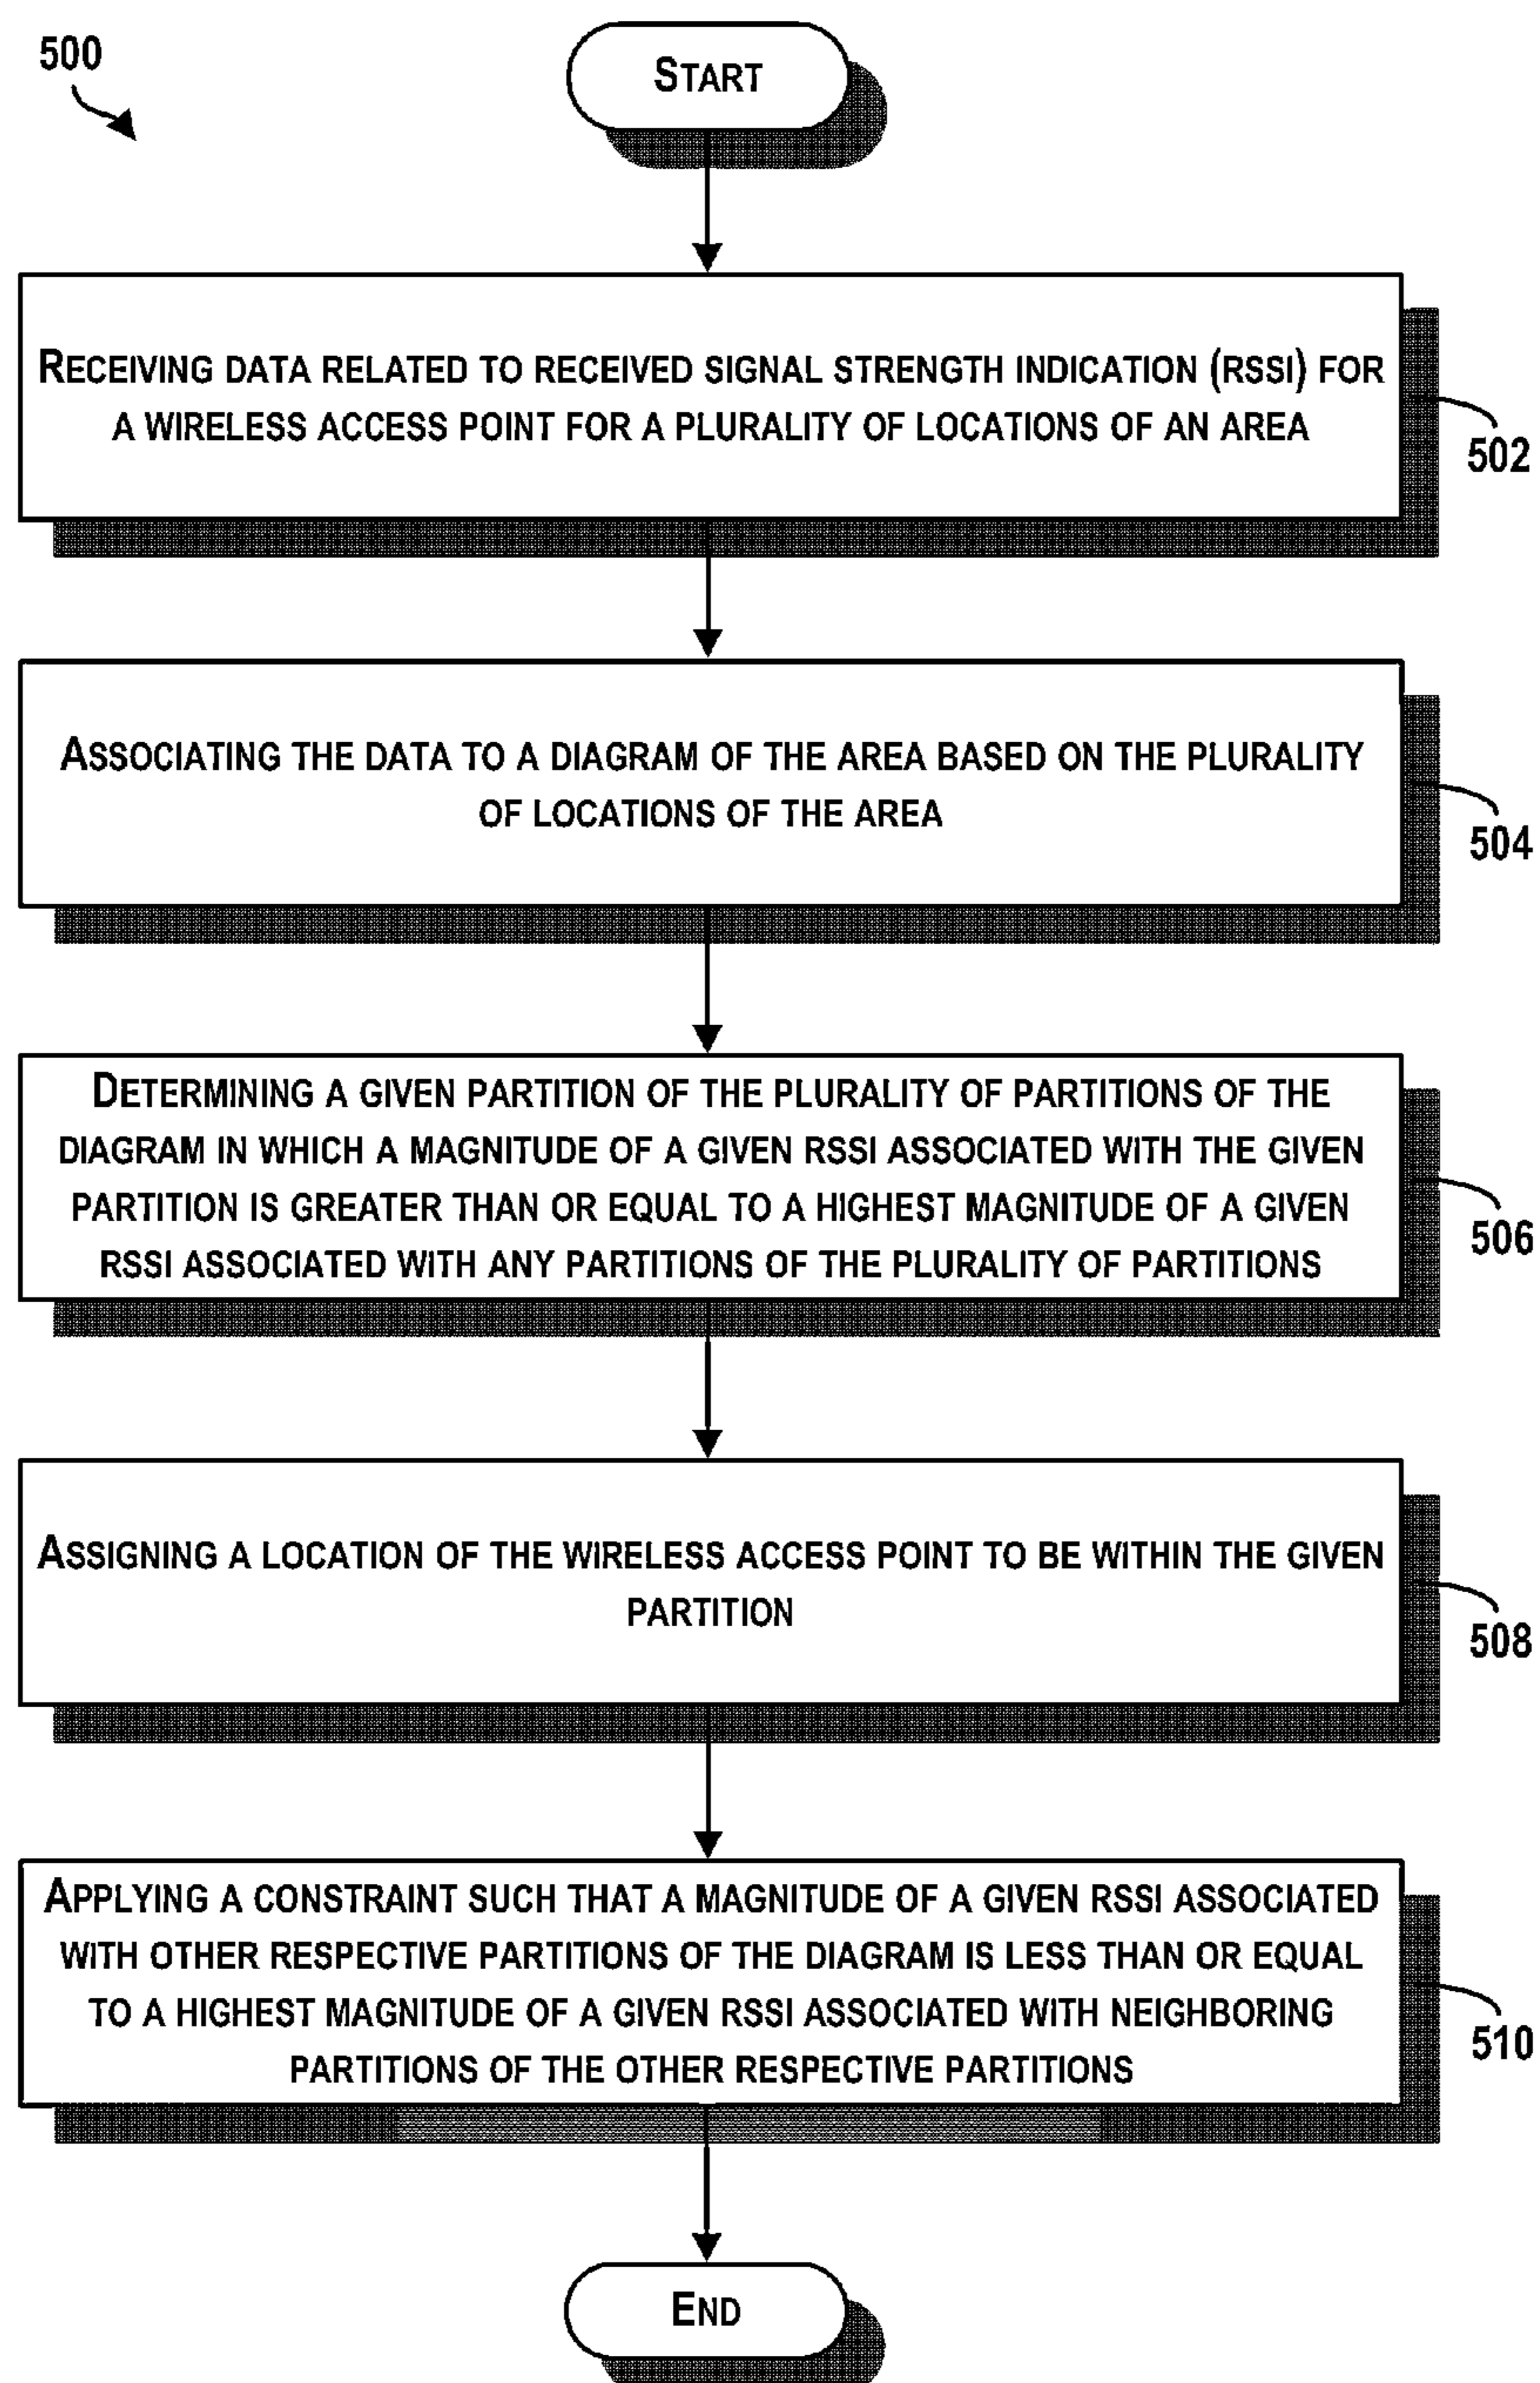 500
START
RECEIVING DATA RELATED TO RECEIVED SIGNAL STRENGTH INDICATION (RSSI) FOR
A WIRELESS ACCESS POINT FOR A PLURALITY OF LOCATIONS OF AN AREA
502
ASSOCIATING THE DATA TO A DIAGRAM OF THE AREA BASED ON THE PLURALITY
OF LOCATIONS OF THE AREA
504
DETERMINING A GIVEN PARTITION OF THE PLURALITY OF PARTITIONS OF THE
DIAGRAM IN WHICH A MAGNITUDE OF A GIVEN RSSI ASSOCIATED WITH THE GIVEN
PARTITION IS GREATER THAN OR EQUAL TO A HIGHEST MAGNITUDE OF A GIVEN
RSSI ASSOCIATED WITH ANY PARTITIONS OF THE PLURALITY OF PARTITIONS
506
ASSIGNING A LOCATION OF THE WIRELESS ACCESS POINT TO BE WITHIN THE GIVEN
PARTITION
508
APPLYING A CONSTRAINT SUCH THAT A MAGNITUDE OF A GIVEN RSSI ASSOCIATED
WITH OTHER RESPECTIVE PARTITIONS OF THE DIAGRAM IS LESS THAN OR EQUAL
TO A HIGHEST MAGNITUDE OF A GIVEN RSSI ASSOCIATED WITH NEIGHBORING
PARTITIONS OF THE OTHER RESPECTIVE PARTITIONS
510
END